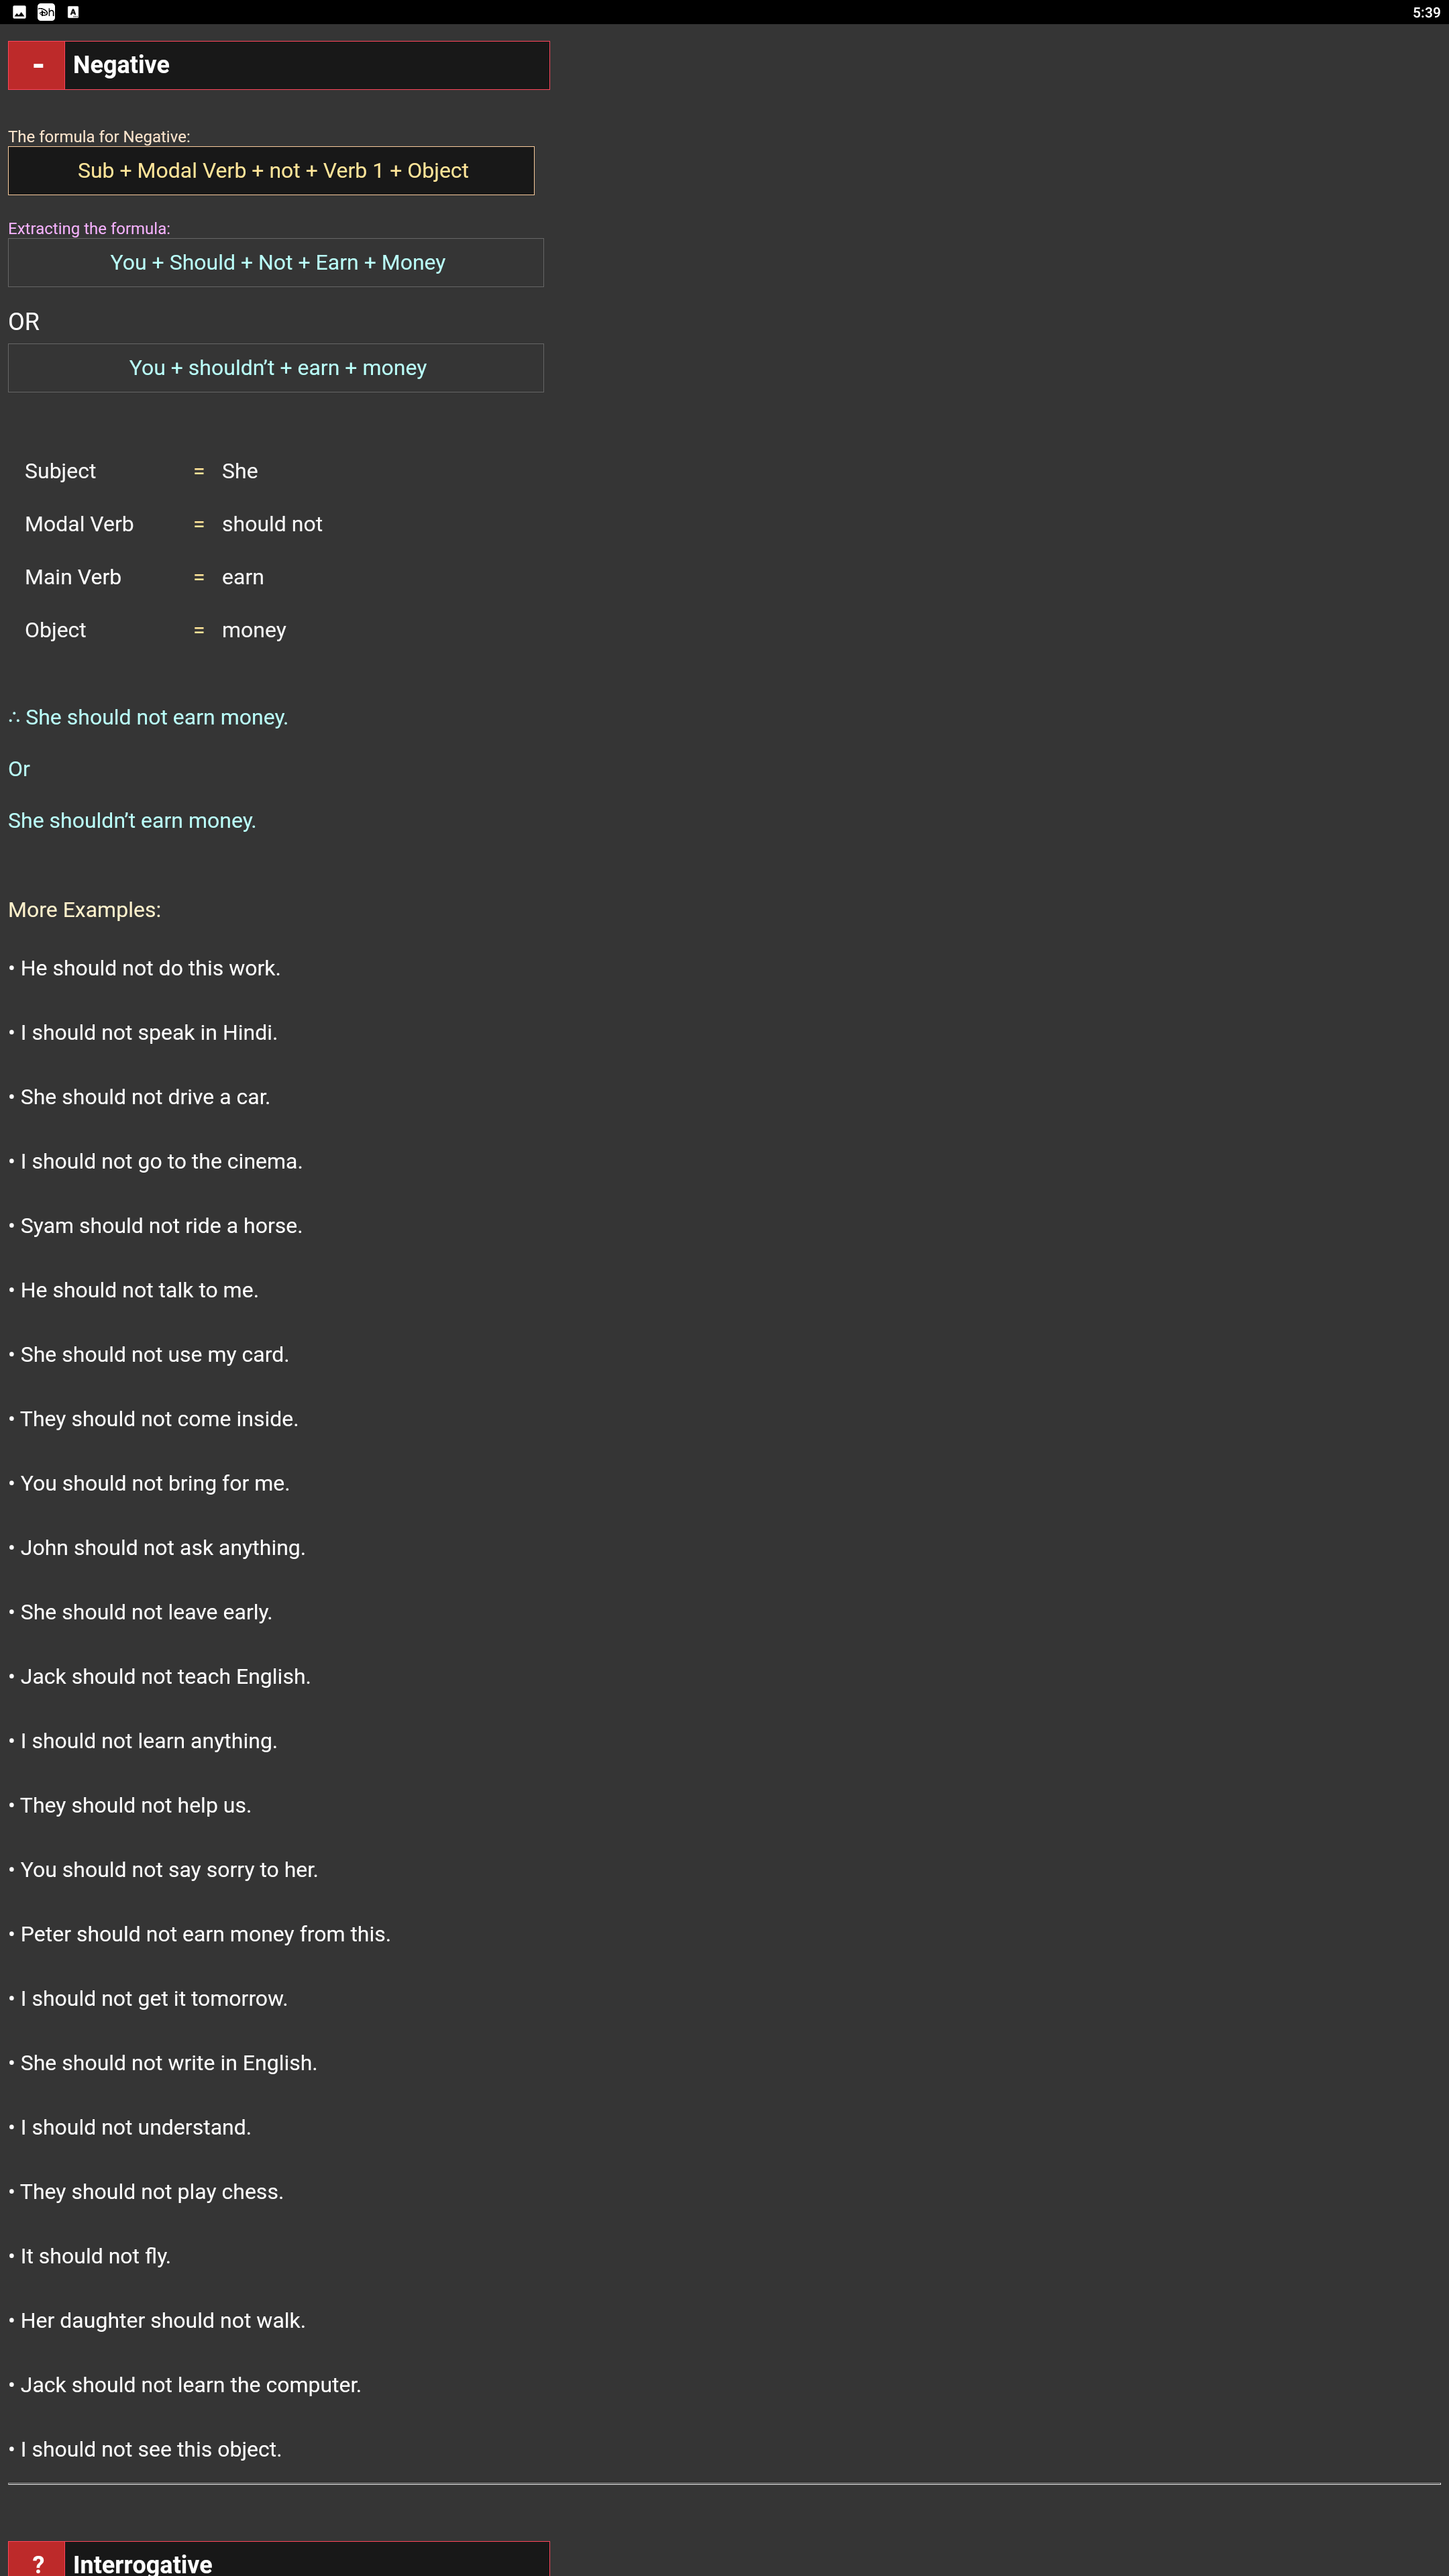 5:39
- Negative
The formula for Negative:
Sub + Modal Verb + not + Verb 1 + Object
Extracting the formula:
You + Should + Not + Earn + Money
OR
You + shouldn’t + earn + money
Subject = She
Modal Verb = should not
Main Verb = earn
Object = money
∴ She should not earn money.
Or
She shouldn’t earn money.
More Examples:
• He should not do this work.
• I should not speak in Hindi.
• She should not drive a car.
• I should not go to the cinema.
• Syam should not ride a horse.
• He should not talk to me.
• She should not use my card.
• They should not come inside.
• You should not bring for me.
• John should not ask anything.
• She should not leave early.
• Jack should not teach English.
• I should not learn anything.
• They should not help us.
• You should not say sorry to her.
• Peter should not earn money from this.
• I should not get it tomorrow.
• She should not write in English.
• I should not understand.
• They should not play chess.
• It should not fly.
• Her daughter should not walk.
• Jack should not learn the computer.
• I should not see this object.
? Interrogative